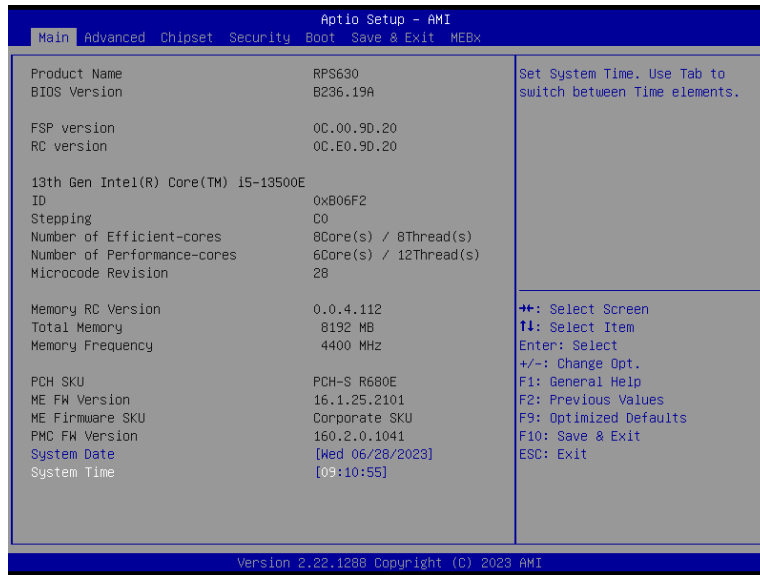 Aptio Setup – AMI
Main Advanced Chipset Security Boot Save & Exit MEBx
Product Name RPS630
BIOS Version B236.19A
FSP version 0C.00.9D.20
RC version 0C.E0.9D.20
13th Gen Intel(R) Core(TM) i5-13500E
ID 0xB06F2
Stepping C0
Number of Efficient-cores 8Core(s) / 8Thread(s)
Number of Performance-cores 6Core(s) / 12Thread(s)
Microcode Revision 28
Memory RC Version 0.0.4.112
Total Memory 8192 MB
Memory Frequency 4400 MHz
PCH SKU PCH-S R680E
ME FW Version 16.1.25.2101
ME Firmware SKU Corporate SKU
PMC FW Version 160.2.0.1041
System Date [Wed 06/28/2023]
System Time [09:10:55]
Set System Time. Use Tab to
switch between Time elements.
→←: Select Screen
↑↓: Select Item
Enter: Select
+/-: Change Opt.
F1: General Help
F2: Previous Values
F9: Optimized Defaults
F10: Save & Exit
ESC: Exit
Version 2.22.1288 Copyright (C) 2023 AMI